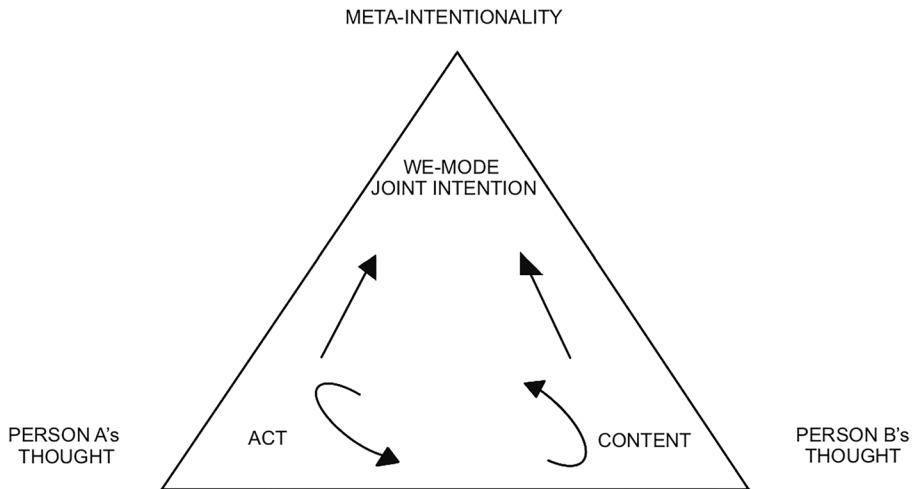 META-INTENTIONALITY
WE-MODE
JOINT INTENTION
PERSON A's
THOUGHT
ACT
CONTENT
PERSON B's
THOUGHT